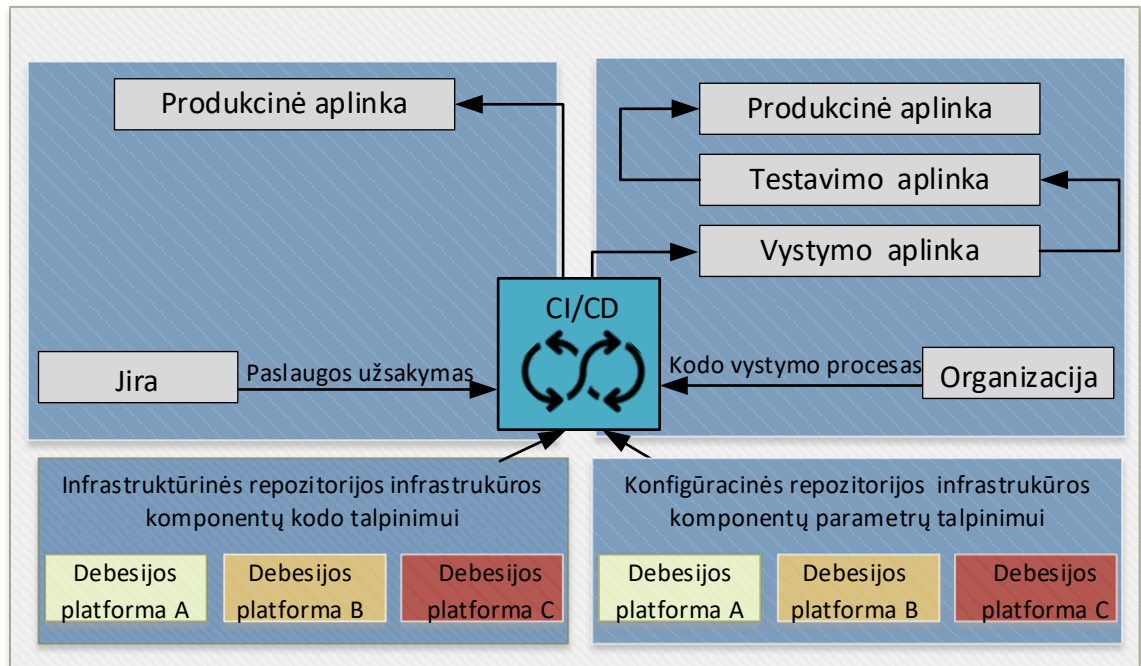 Produkcinė aplinka
Produkcinė aplinka
Testavimo aplinka
Vystymo aplinka
CI/CD
Jira
Paslaugos užsakymas
Kodo vystymo procesas
Organizacija
Infrastruktūrinės repozitorijos infrastrukūros
komponentų kodo talpinimui
Debesijos
platforma A
Debesijos
platforma B
Debesijos
platforma C
Konfigūracinės repozitorijos infrastrukūros
komponentų parametrų talpinimui
Debesijos
platforma A
Debesijos
platforma B
Debesijos
platforma C